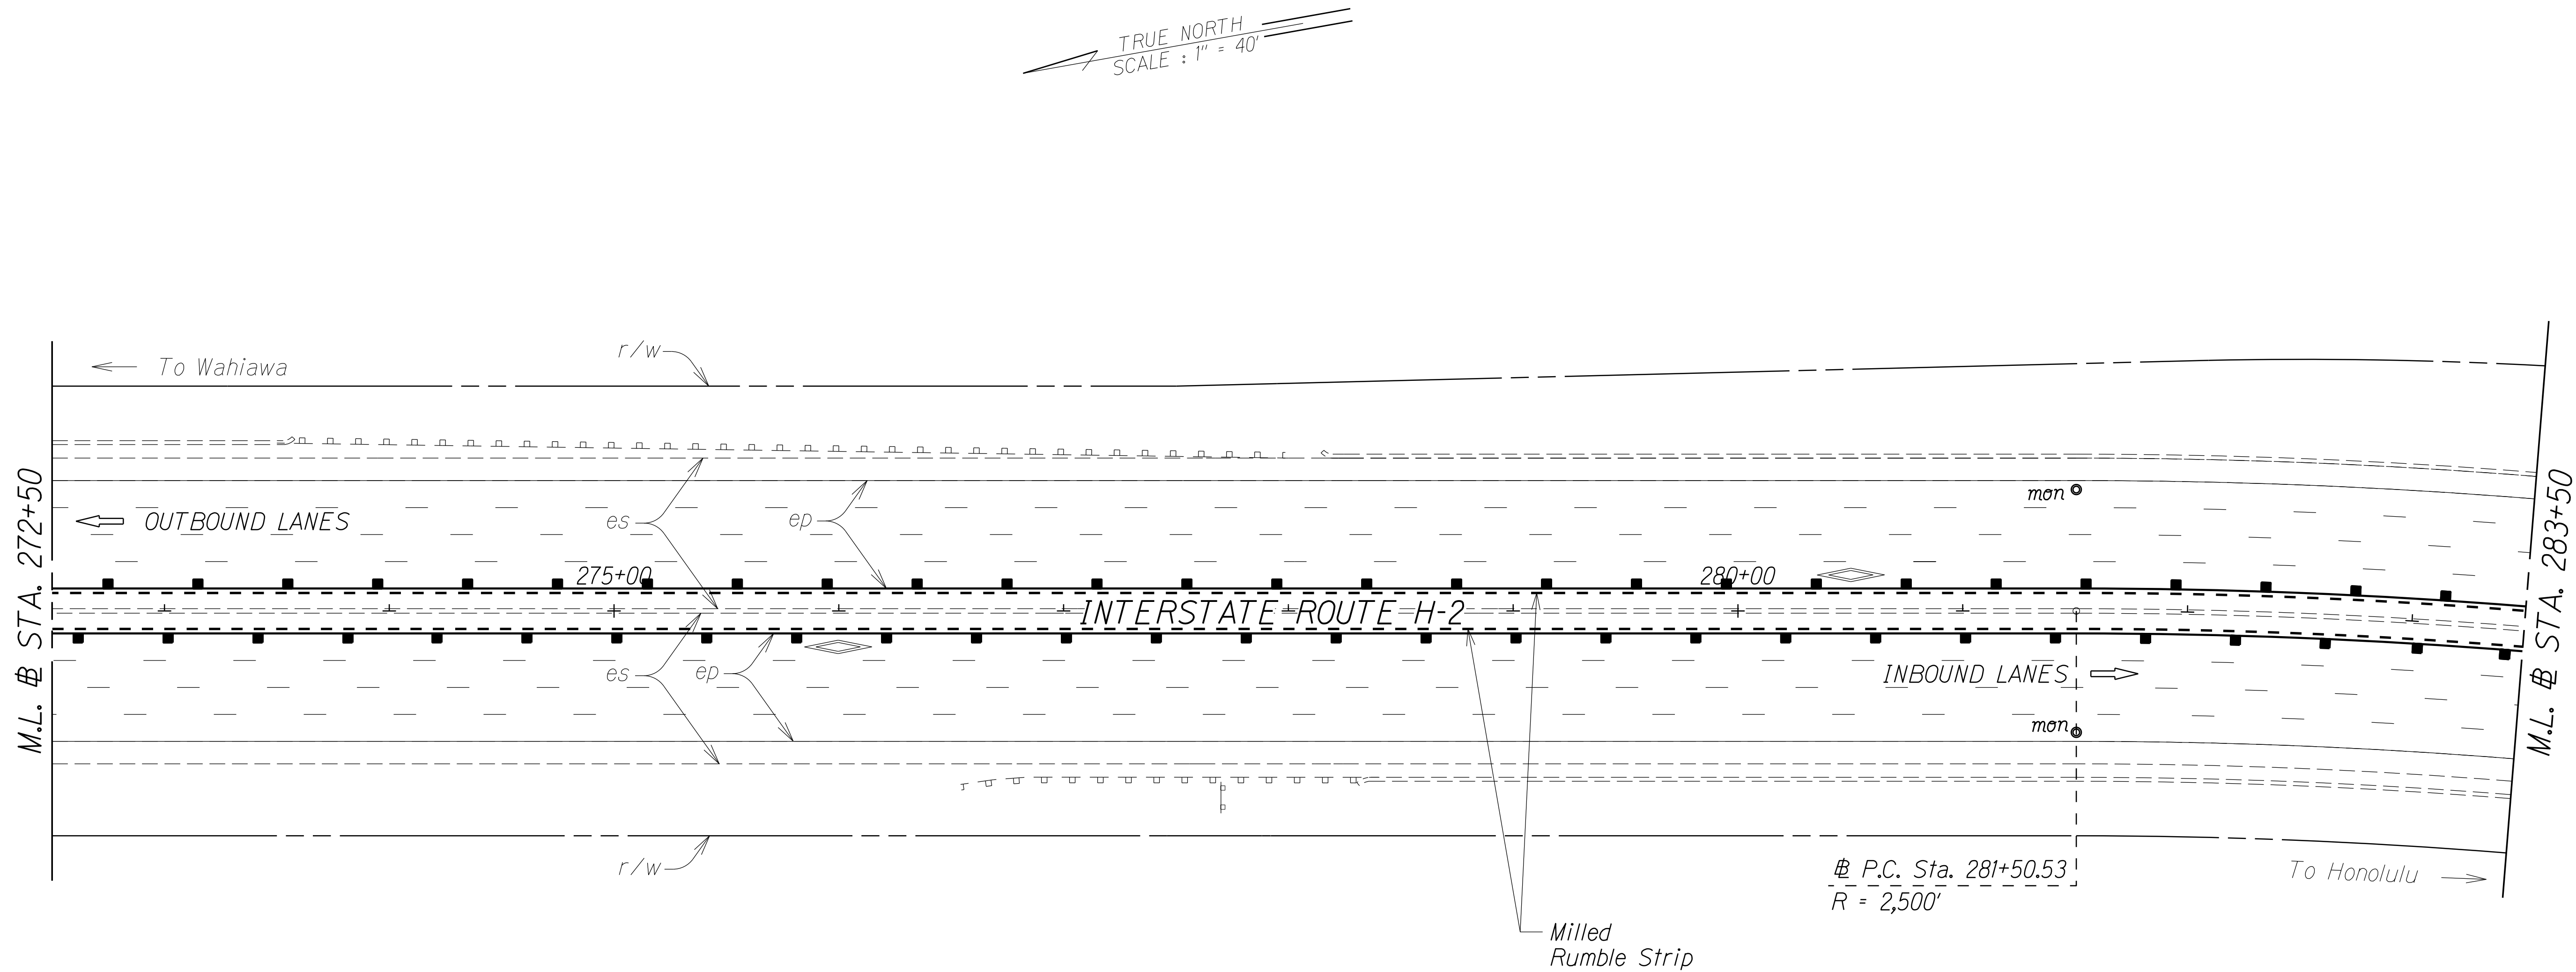 TRUE NORTH
SCALE : 1" = 40'
To Wahiawa
r/w
M.L. ⅊ STA. 272+50
OUTBOUND LANES
es
ep
mon
275+00
280+00
INTERSTATE ROUTE H-2
es
ep
INBOUND LANES
mon
M.L. ⅊ STA. 283+50
r/w
⅊ P.C. Sta. 281+50.53
R = 2,500'
To Honolulu
Milled
Rumble Strip